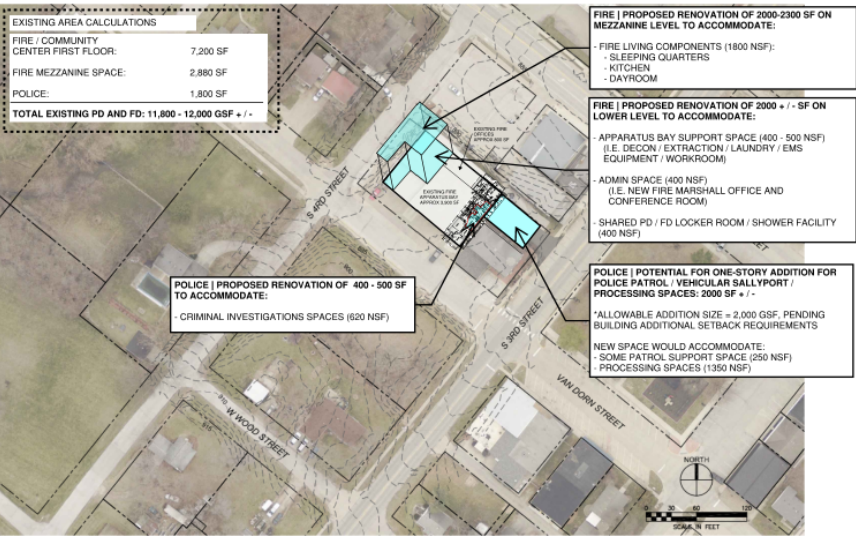 EXISTING AREA CALCULATIONS
FIRE / COMMUNITY
CENTER FIRST FLOOR: 7,200 SF
FIRE MEZZANINE SPACE: 2,880 SF
POLICE: 1,800 SF
TOTAL EXISTING PD AND FD: 11,800 - 12,000 GSF + / -
FIRE | PROPOSED RENOVATION OF 2000-2300 SF ON
MEZZANINE LEVEL TO ACCOMMODATE:
- FIRE LIVING COMPONENTS (1800 NSF):
- SLEEPING QUARTERS
- KITCHEN
- DAYROOM
FIRE | PROPOSED RENOVATION OF 2000 + / - SF ON
LOWER LEVEL TO ACCOMMODATE:
- APPARATUS BAY SUPPORT SPACE (400 - 500 NSF)
(I.E. DECON / EXTRACTION / LAUNDRY / EMS
EQUIPMENT / WORKROOM)
- ADMIN SPACE (400 NSF)
(I.E. NEW FIRE MARSHALL OFFICE AND
CONFERENCE ROOM)
- SHARED PD / FD LOCKER ROOM / SHOWER FACILITY
(400 NSF)
POLICE | POTENTIAL FOR ONE-STORY ADDITION FOR
POLICE PATROL / VEHICULAR SALLYPORT /
PROCESSING SPACES: 2000 SF + / -
*ALLOWABLE ADDITION SIZE = 2,000 GSF, PENDING
BUILDING ADDITIONAL SETBACK REQUIREMENTS
NEW SPACE WOULD ACCOMMODATE:
- SOME PATROL SUPPORT SPACE (250 NSF)
- PROCESSING SPACES (1350 NSF)
POLICE | PROPOSED RENOVATION OF 400 - 500 SF
TO ACCOMMODATE:
- CRIMINAL INVESTIGATIONS SPACES (620 NSF)
EXISTING FIRE
OFFICES
EXISTING FIRE
APPARATUS BAY
S 4RD STREET
S 3RD STREET
W WOOD STREET
VAN DORN STREET
STREET
NORTH
0 30 60 120
SCALE IN FEET